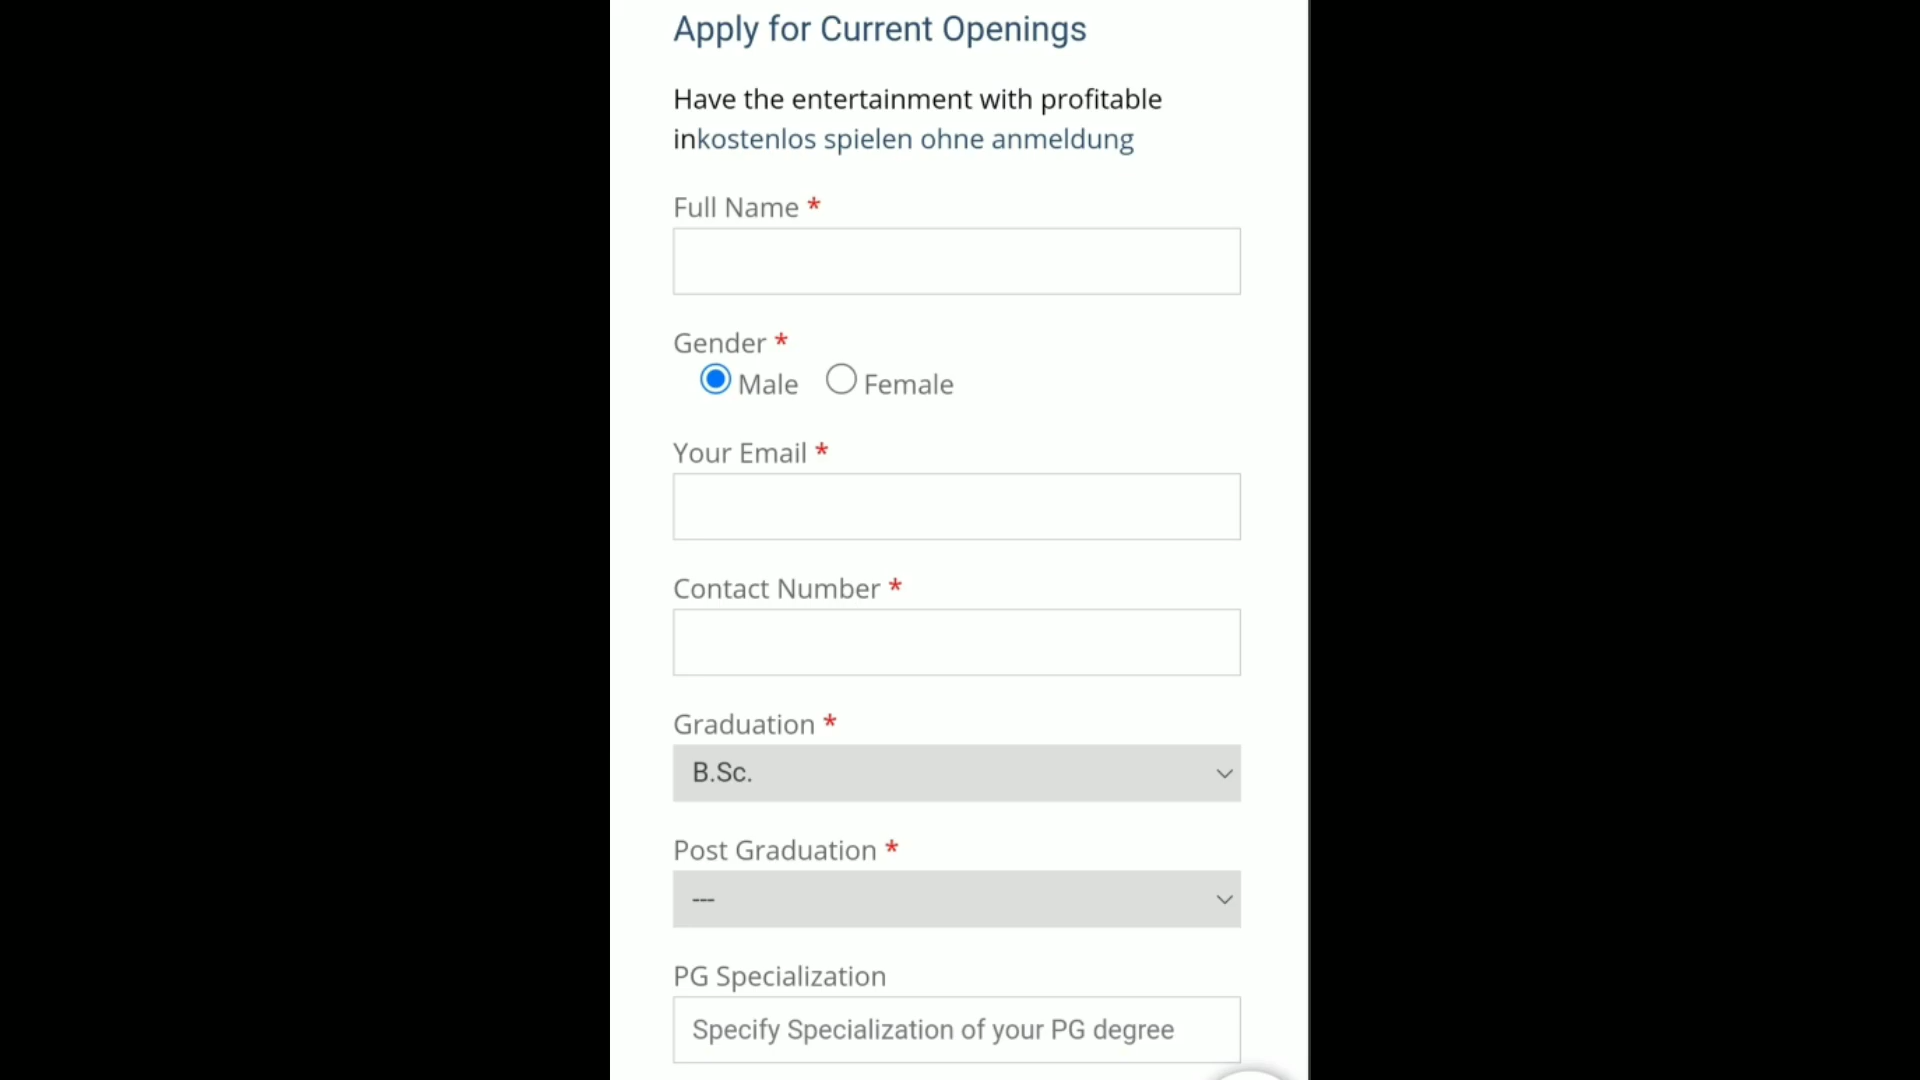 Apply for Current Openings
Have the entertainment with profitable
inkostenlos spielen ohne anmeldung
Full Name *
Gender *
Male Female
Your Email *
Contact Number *
Graduation *
B.Sc.
Post Graduation *
---
PG Specialization
Specify Specialization of your PG degree